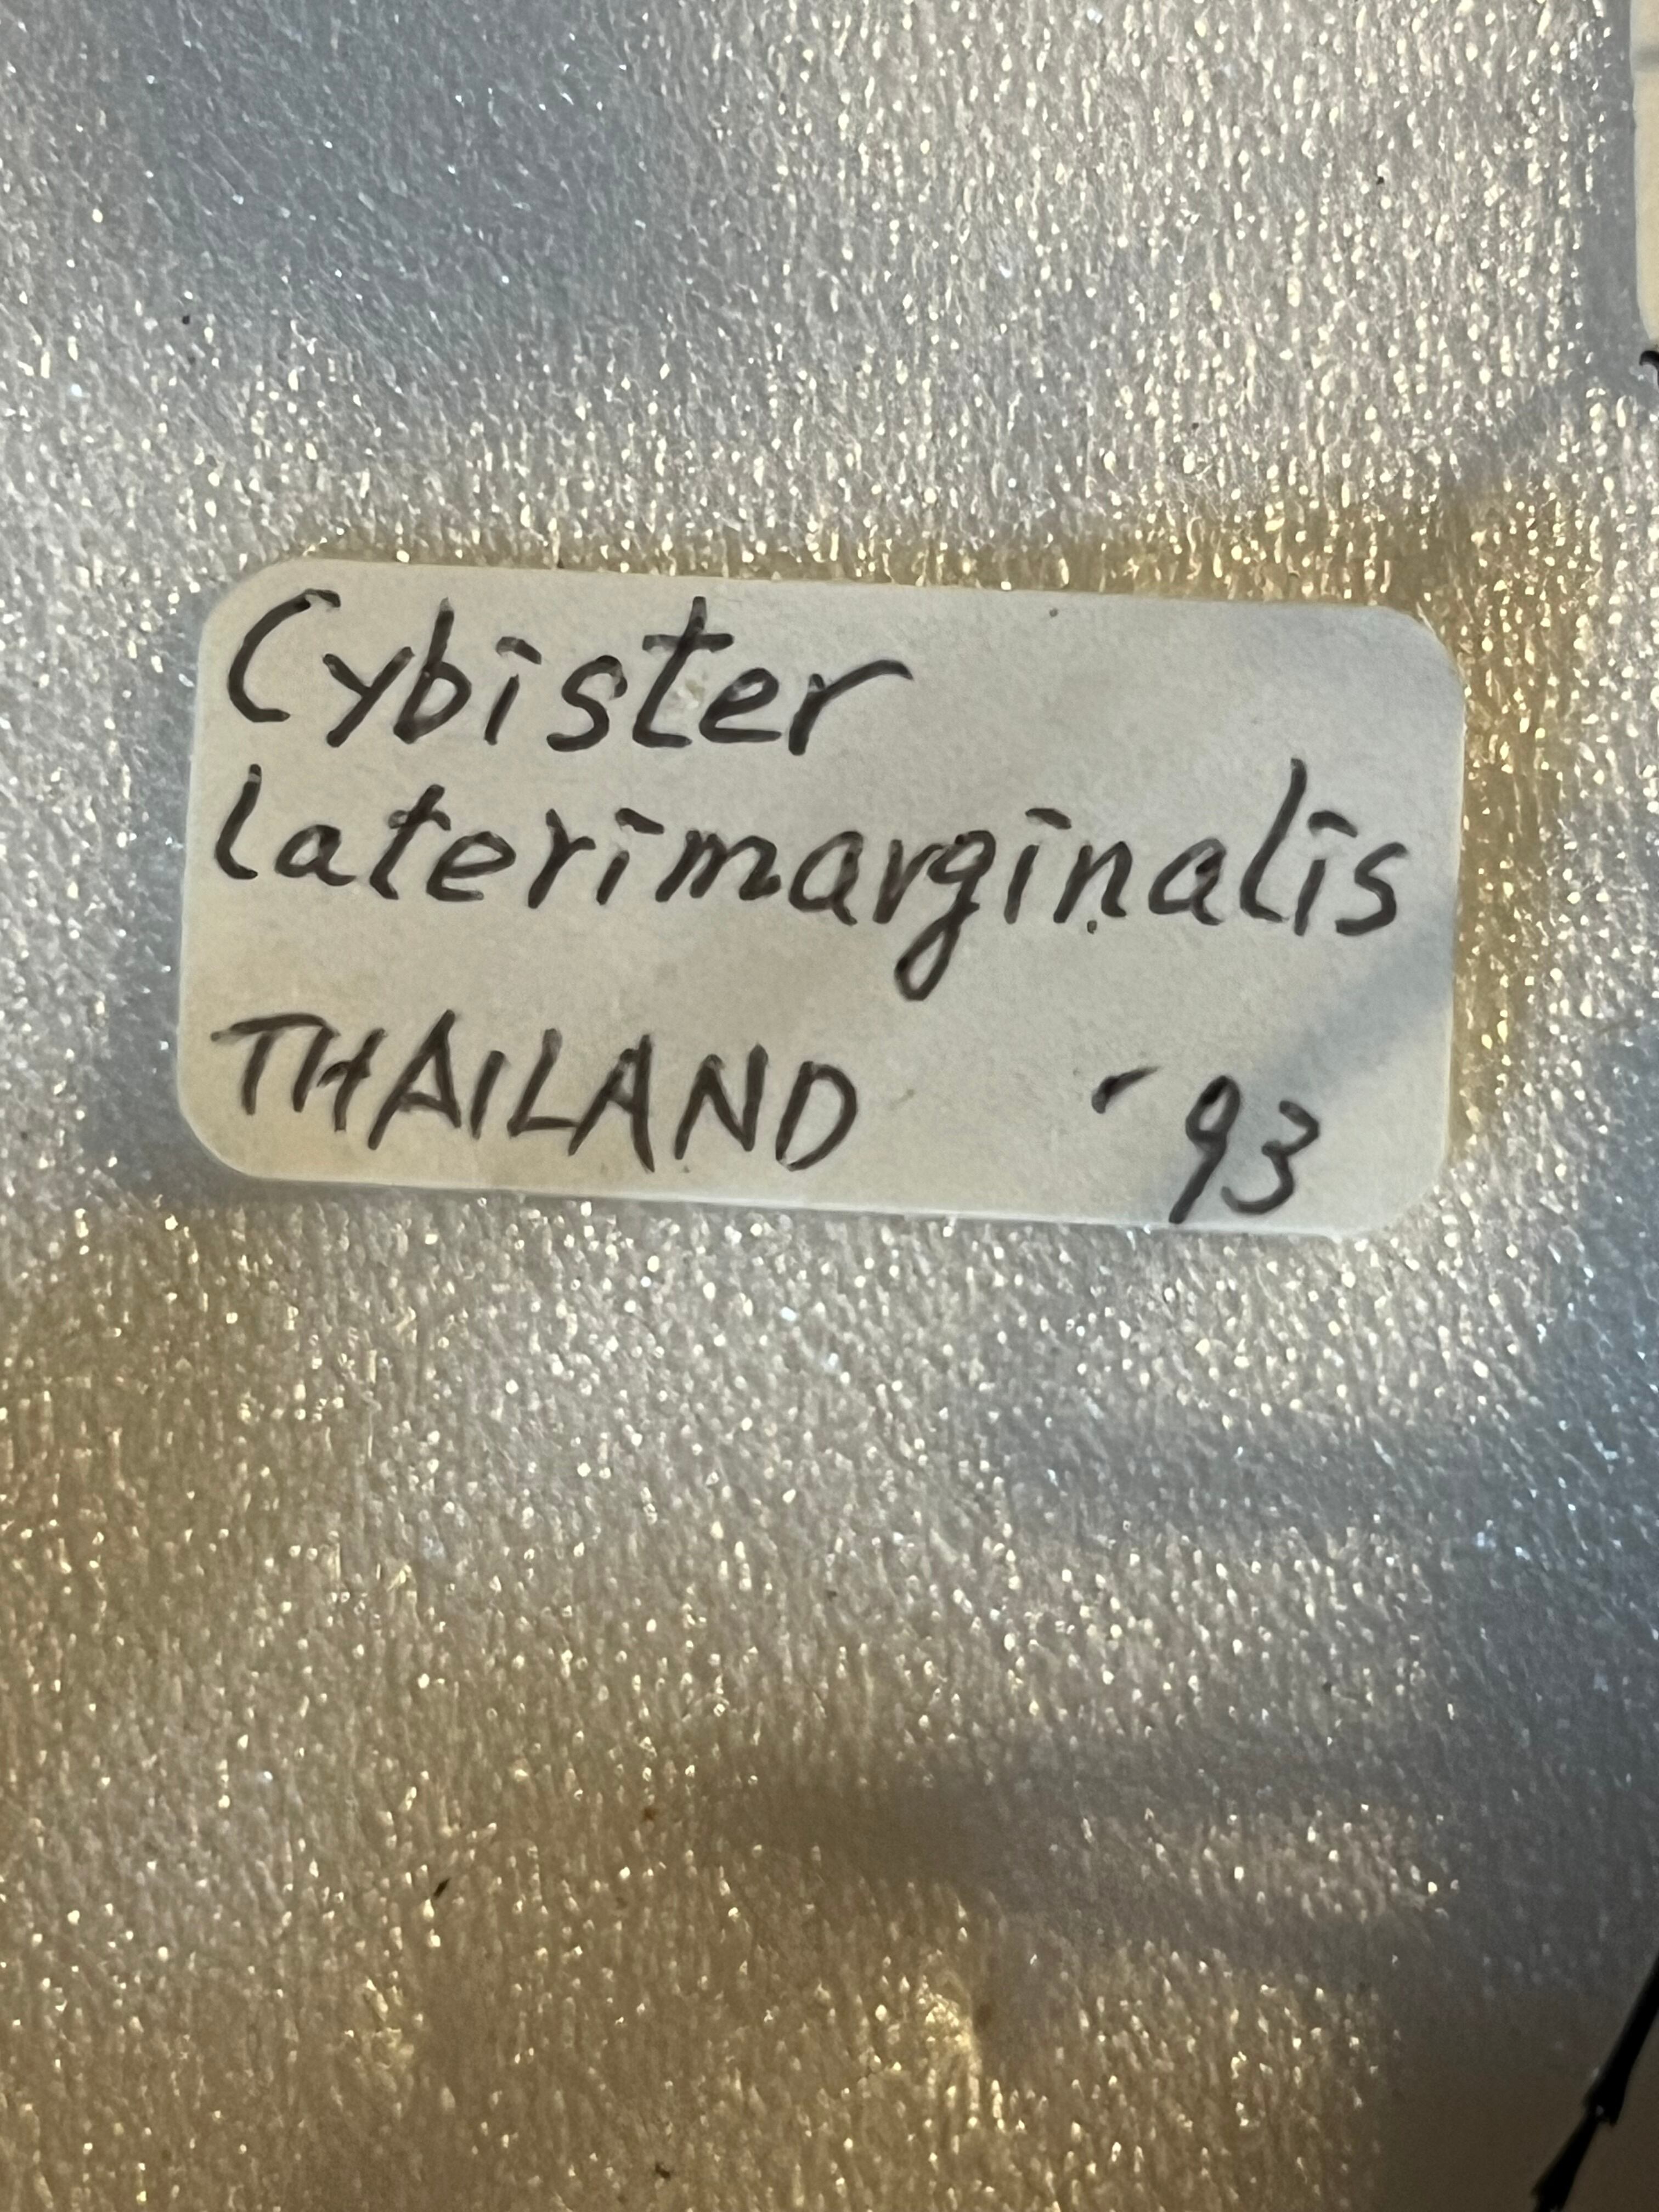 Cybister
laterimarginalis
THAILAND '93